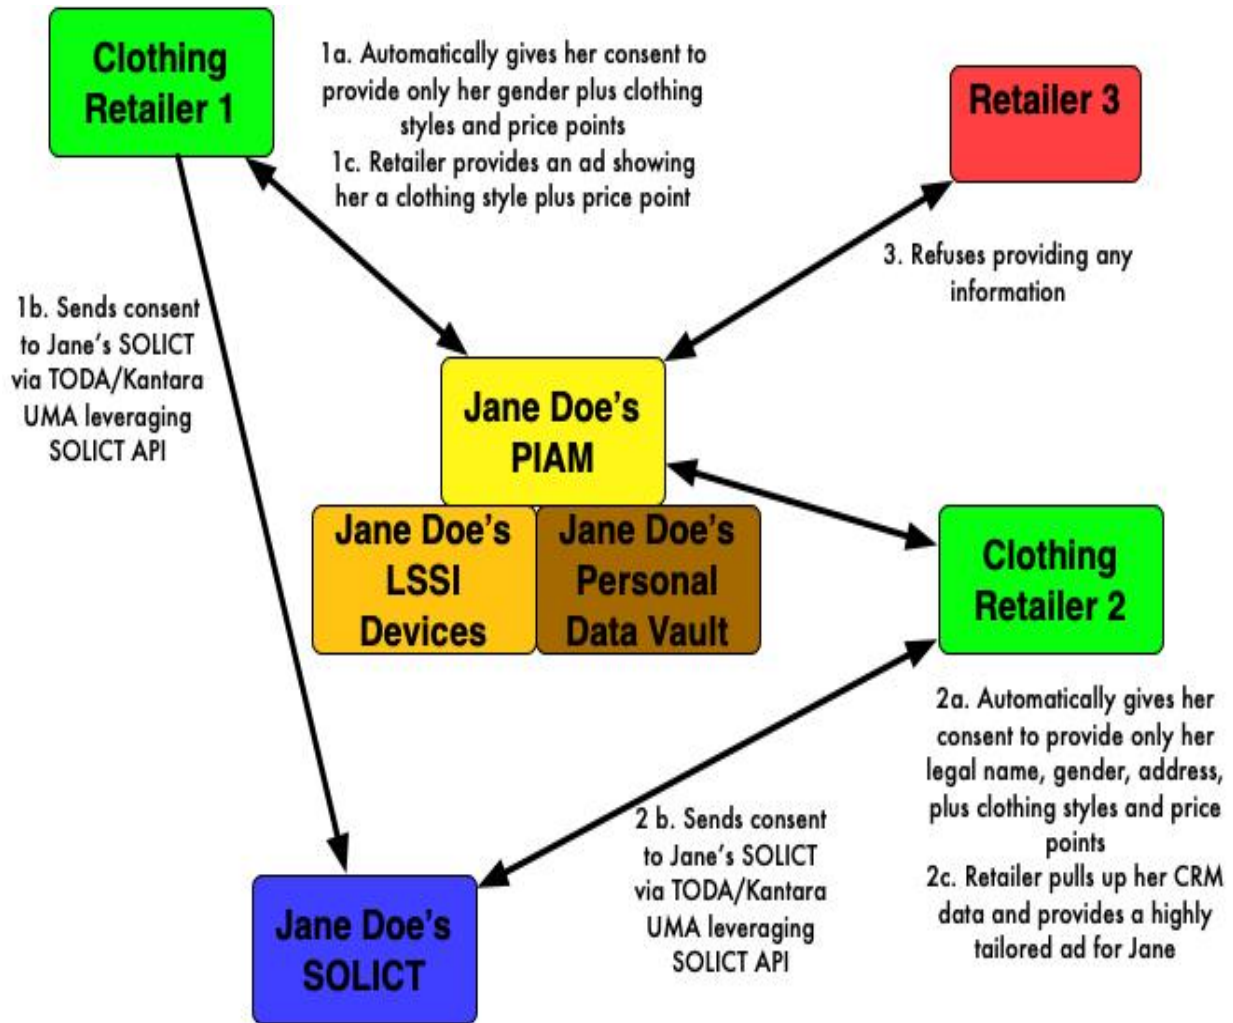 Clothing
Retailer 1
1a. Automatically gives her consent to
provide only her gender plus clothing
styles and price points
1c. Retailer provides an ad showing
her a clothing style plus price point
Retailer 3
3. Refuses providing any
information
1b. Sends consent
to Jane's SOLICT
via TODA/Kantara
UMA leveraging
SOLICT API
Jane Doe's
PIAM
Jane Doe's
LSSI
Devices
Jane Doe's
Personal
Data Vault
Clothing
Retailer 2
2a. Automatically gives her
consent to provide only her
legal name, gender, address,
plus clothing styles and price
points
2c. Retailer pulls up her CRM
data and provides a highly
tailored ad for Jane
2 b. Sends consent
to Jane's SOLICT
via TODA/Kantara
UMA leveraging
SOLICT API
Jane Doe's
SOLICT